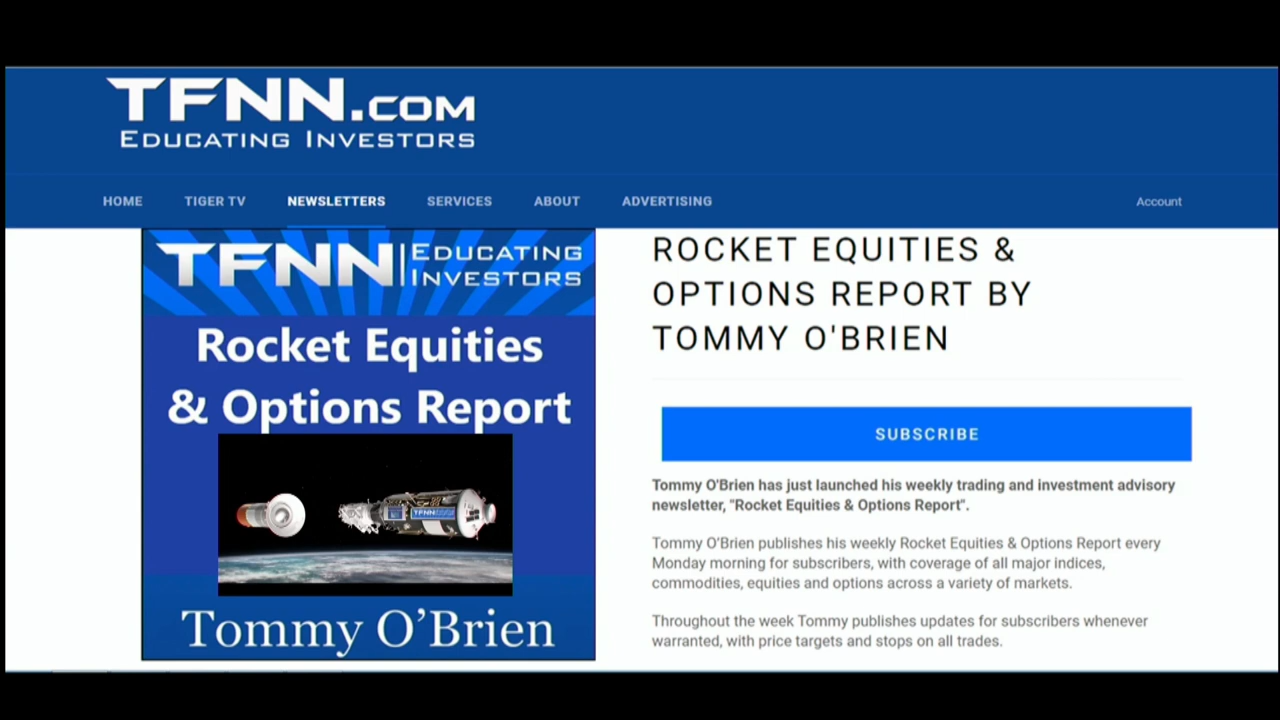 TFNN.COM
EDUCATING INVESTORS
HOME TIGER TV NEWSLETTERS SERVICES ABOUT ADVERTISING Account
TFNN EDUCATING
INVESTORS
Rocket Equities
& Options Report
TFNN
Tommy O’Brien
ROCKET EQUITIES &
OPTIONS REPORT BY
TOMMY O'BRIEN
SUBSCRIBE
Tommy O'Brien has just launched his weekly trading and investment advisory
newsletter, "Rocket Equities & Options Report".
Tommy O'Brien publishes his weekly Rocket Equities & Options Report every
Monday morning for subscribers, with coverage of all major indices,
commodities, equities and options across a variety of markets.
Throughout the week Tommy publishes updates for subscribers whenever
warranted, with price targets and stops on all trades.